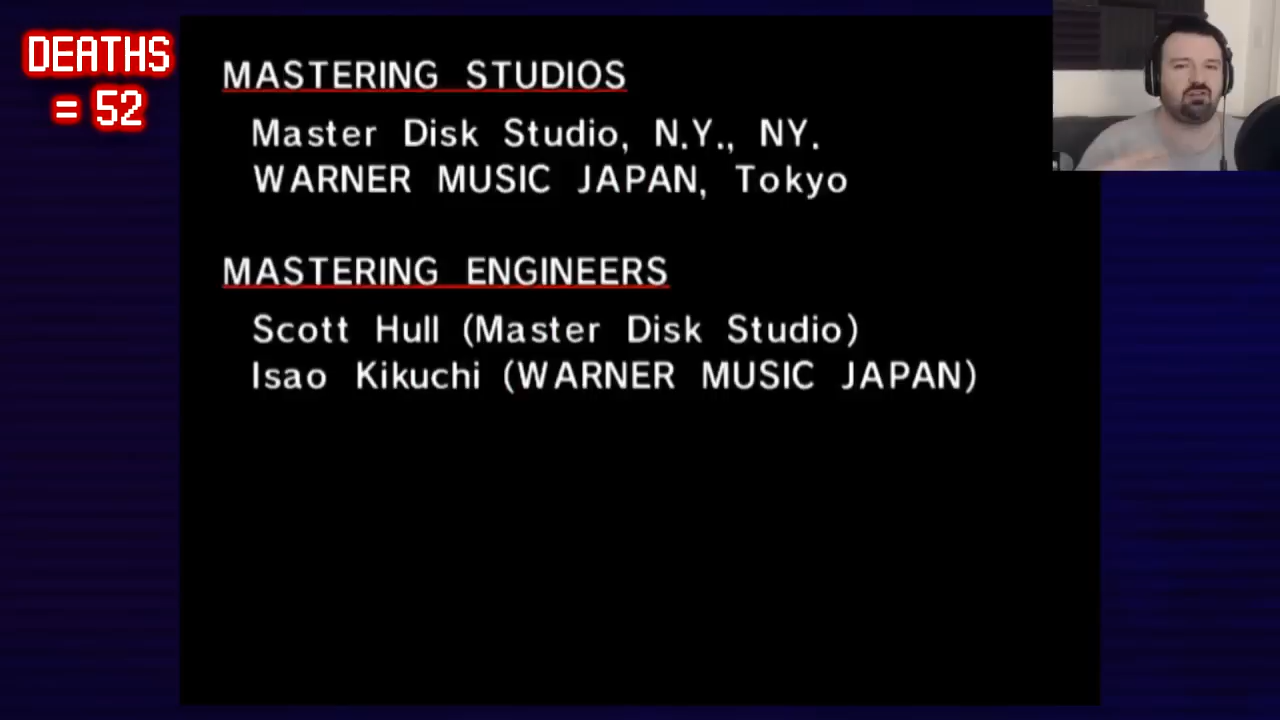 DEATHS
= 52
MASTERING STUDIOS
Master Disk Studio, N.Y., NY.
WARNER MUSIC JAPAN, Tokyo
MASTERING ENGINEERS
Scott Hull (Master Disk Studio)
Isao Kikuchi (WARNER MUSIC JAPAN)